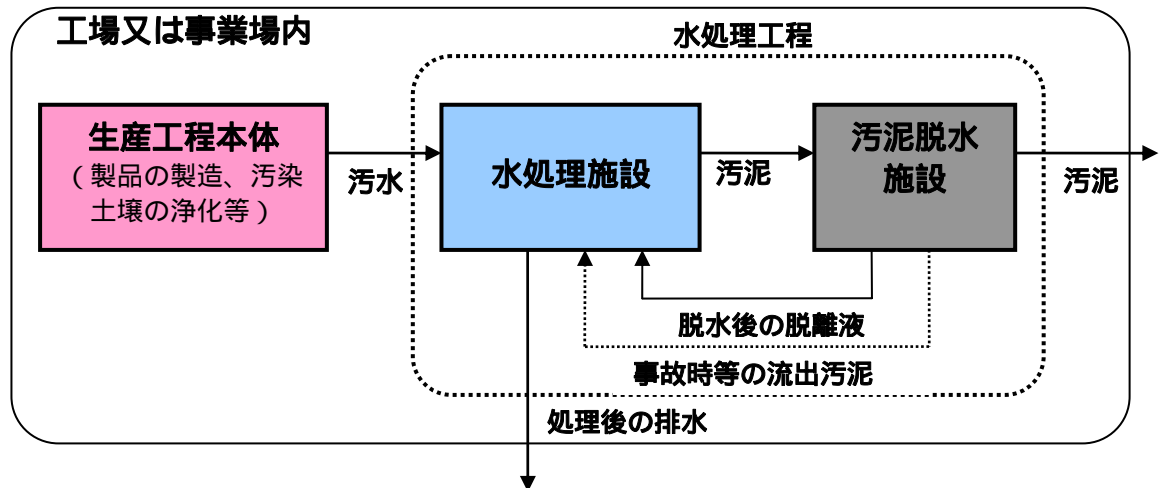 工場又は事業場内
水処理工程
生産工程本体
(製品の製造、汚染
土壌の浄化等)
汚水
水処理施設
汚泥
汚泥脱水
施設
汚泥
脱水後の脱離液
事故時等の流出汚泥
処理後の排水